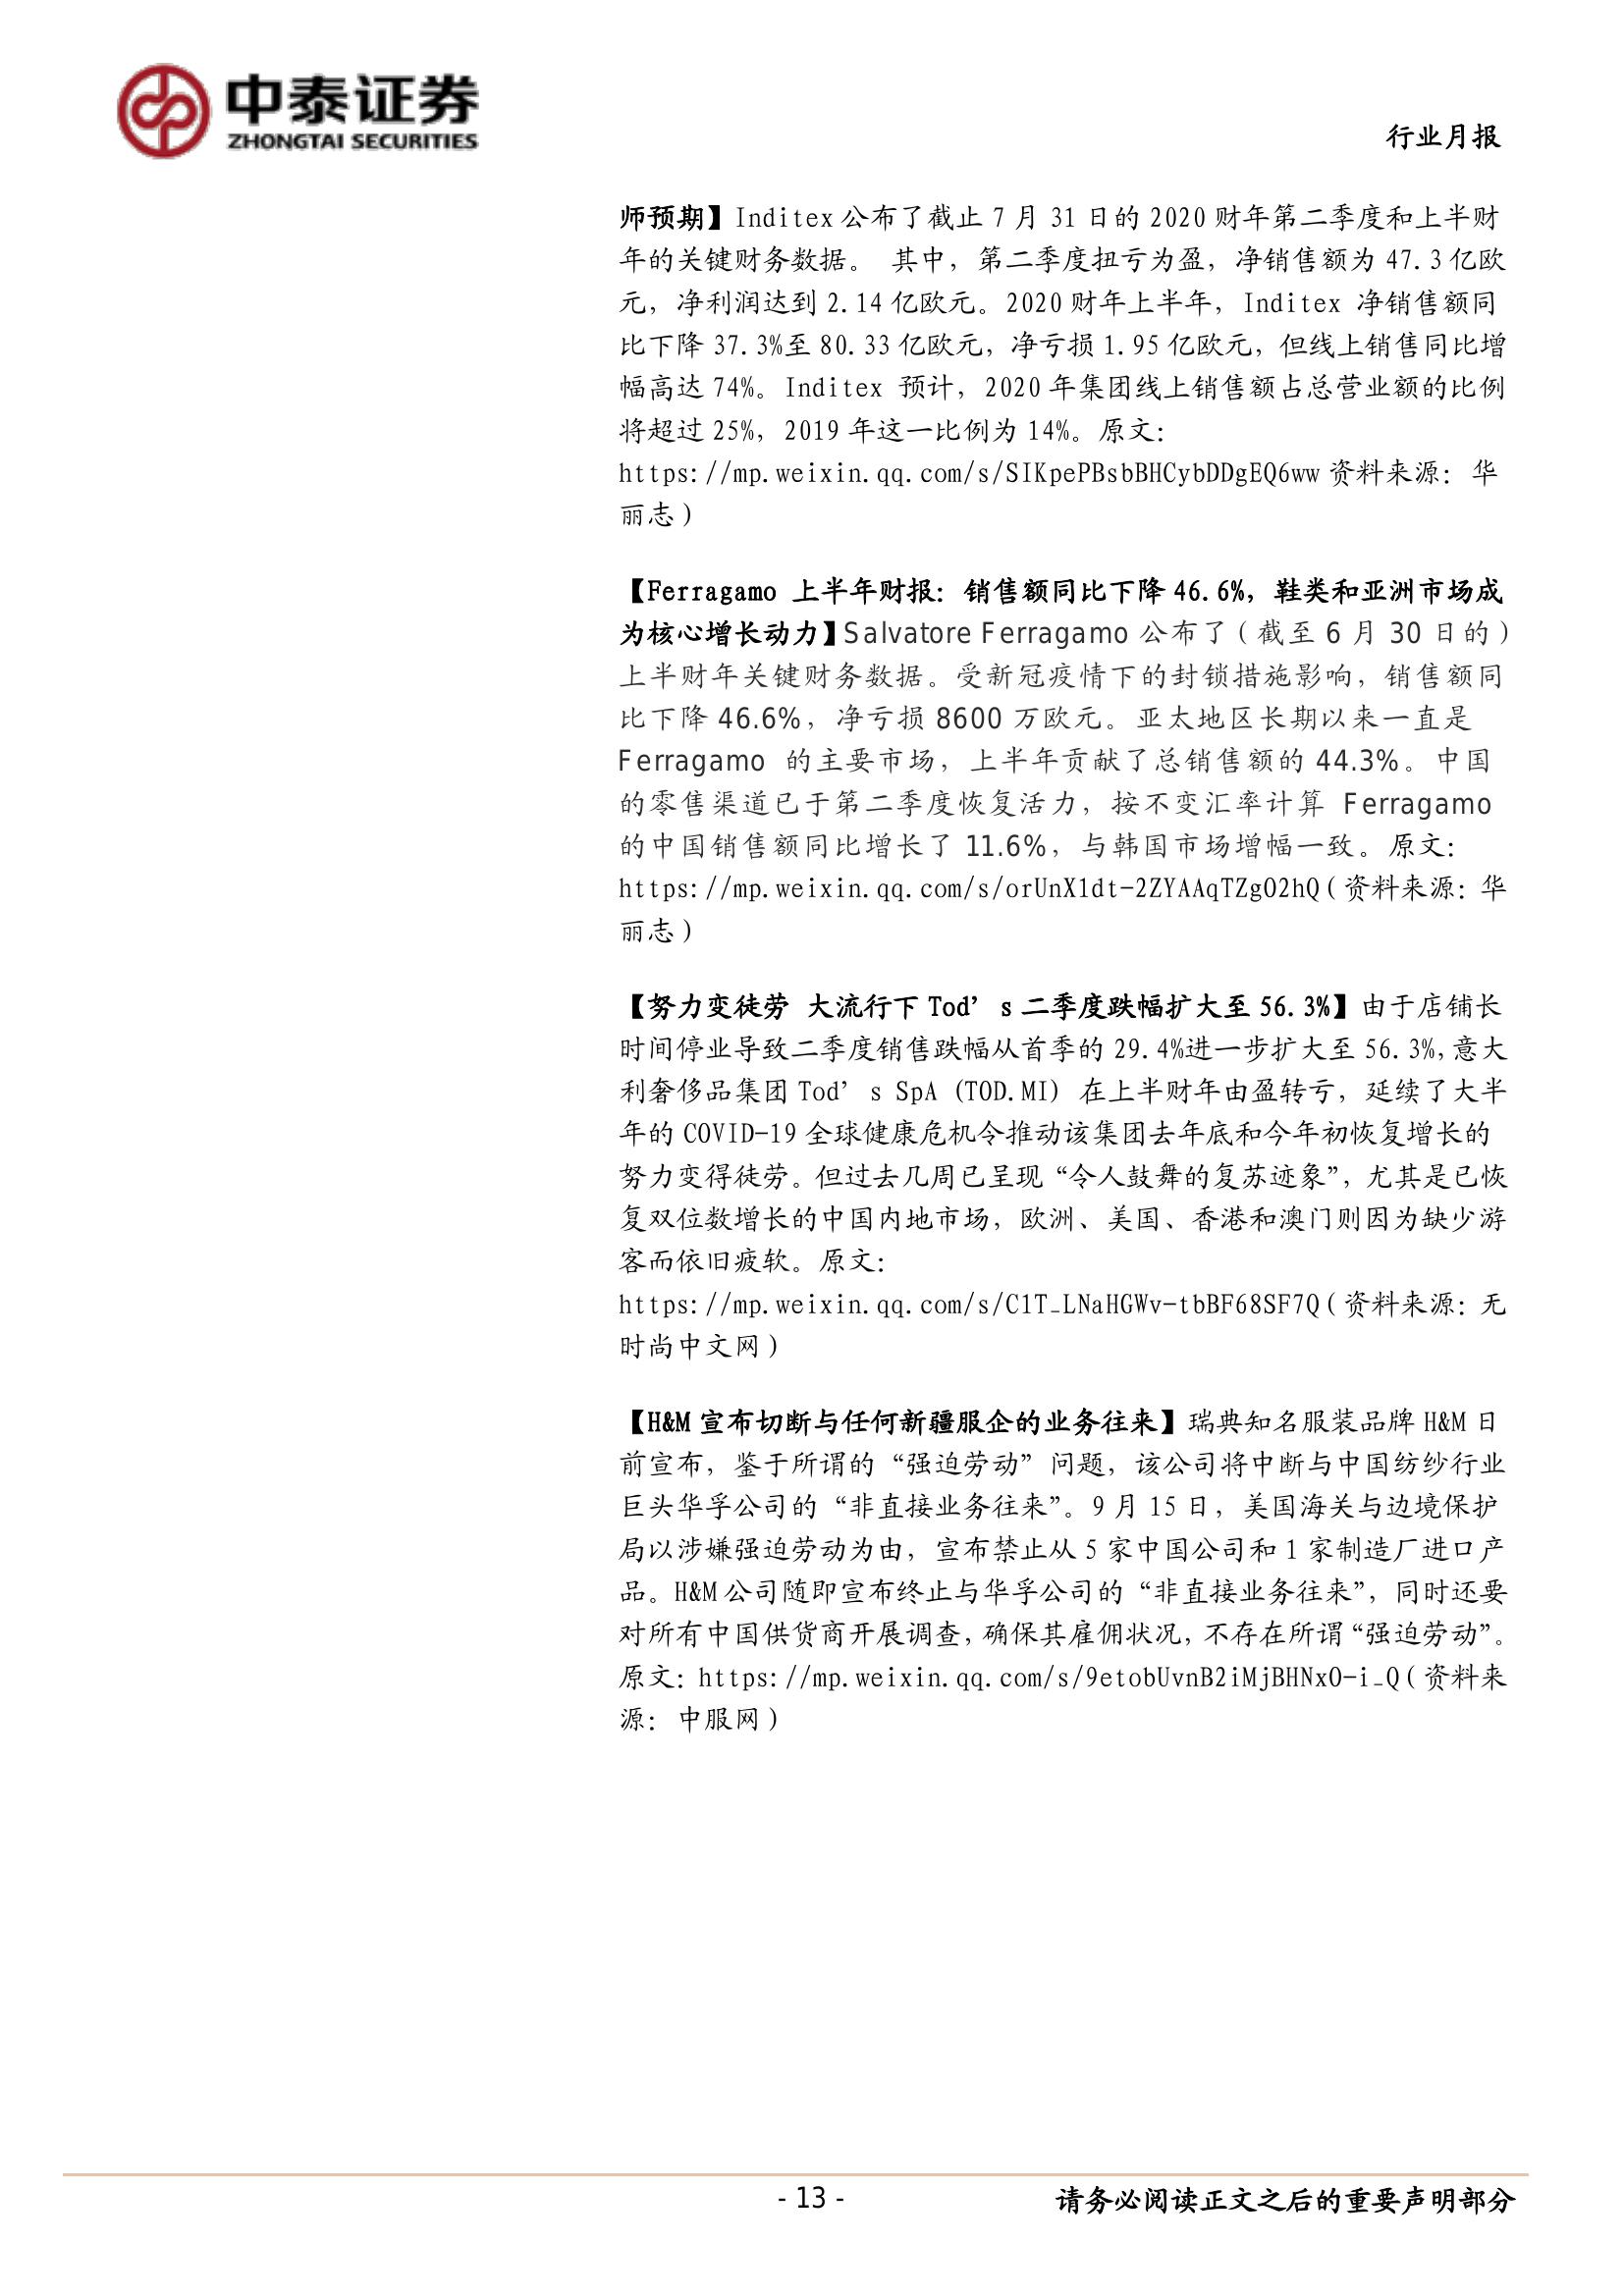 中泰证券
ZHONGTAI SECURITIES
行业月报
师预期】Inditex 公布了截止 7 月 31 日的 2020 财年第二季度和上半财
年的关键财务数据。 其中，第二季度扭亏为盈，净销售额为 47.3 亿欧
元，净利润达到 2.14 亿欧元。2020 财年上半年，Inditex 净销售额同
比下降 37.3%至 80.33 亿欧元，净亏损 1.95 亿欧元，但线上销售同比增
幅高达 74%。Inditex 预计，2020 年集团线上销售额占总营业额的比例
将超过 25%，2019 年这一比例为 14%。原文：
https://mp.weixin.qq.com/s/SIKpePBsbBHCybDDgEQ6ww 资料来源：华
丽志）
【Ferragamo 上半年财报：销售额同比下降 46.6%，鞋类和亚洲市场成
为核心增长动力】Salvatore Ferragamo 公布了（截至 6 月 30 日的）
上半财年关键财务数据。受新冠疫情下的封锁措施影响，销售额同
比下降 46.6%，净亏损 8600 万欧元。亚太地区长期以来一直是
Ferragamo 的主要市场，上半年贡献了总销售额的 44.3%。中国
的零售渠道已于第二季度恢复活力，按不变汇率计算 Ferragamo
的中国销售额同比增长了 11.6%，与韩国市场增幅一致。原文：
https://mp.weixin.qq.com/s/orUnX1dt-2ZYAAqTZgO2hQ（资料来源：华
丽志）
【努力变徒劳 大流行下 Tod’s 二季度跌幅扩大至 56.3%】由于店铺长
时间停业导致二季度销售跌幅从首季的 29.4%进一步扩大至 56.3%,意大
利奢侈品集团 Tod’s SpA (TOD.MI) 在上半财年由盈转亏，延续了大半
年的 COVID-19 全球健康危机令推动该集团去年底和今年初恢复增长的
努力变得徒劳。但过去几周已呈现“令人鼓舞的复苏迹象”，尤其是已恢
复双位数增长的中国内地市场，欧洲、美国、香港和澳门则因为缺少游
客而依旧疲软。原文：
https://mp.weixin.qq.com/s/C1T_LNaHGWv-tbBF68SF7Q（资料来源：无
时尚中文网）
【H&M 宣布切断与任何新疆服企的业务往来】瑞典知名服装品牌 H&M 日
前宣布，鉴于所谓的“强迫劳动”问题，该公司将中断与中国纺纱行业
巨头华孚公司的“非直接业务往来”。9 月 15 日，美国海关与边境保护
局以涉嫌强迫劳动为由，宣布禁止从 5 家中国公司和 1 家制造厂进口产
品。H&M 公司随即宣布终止与华孚公司的“非直接业务往来”，同时还要
对所有中国供货商开展调查，确保其雇佣状况，不存在所谓“强迫劳动”。
原文：https://mp.weixin.qq.com/s/9etobUvnB2iMjBHNxO-i_Q（资料来
源：中服网）
- 13 -
请务必阅读正文之后的重要声明部分